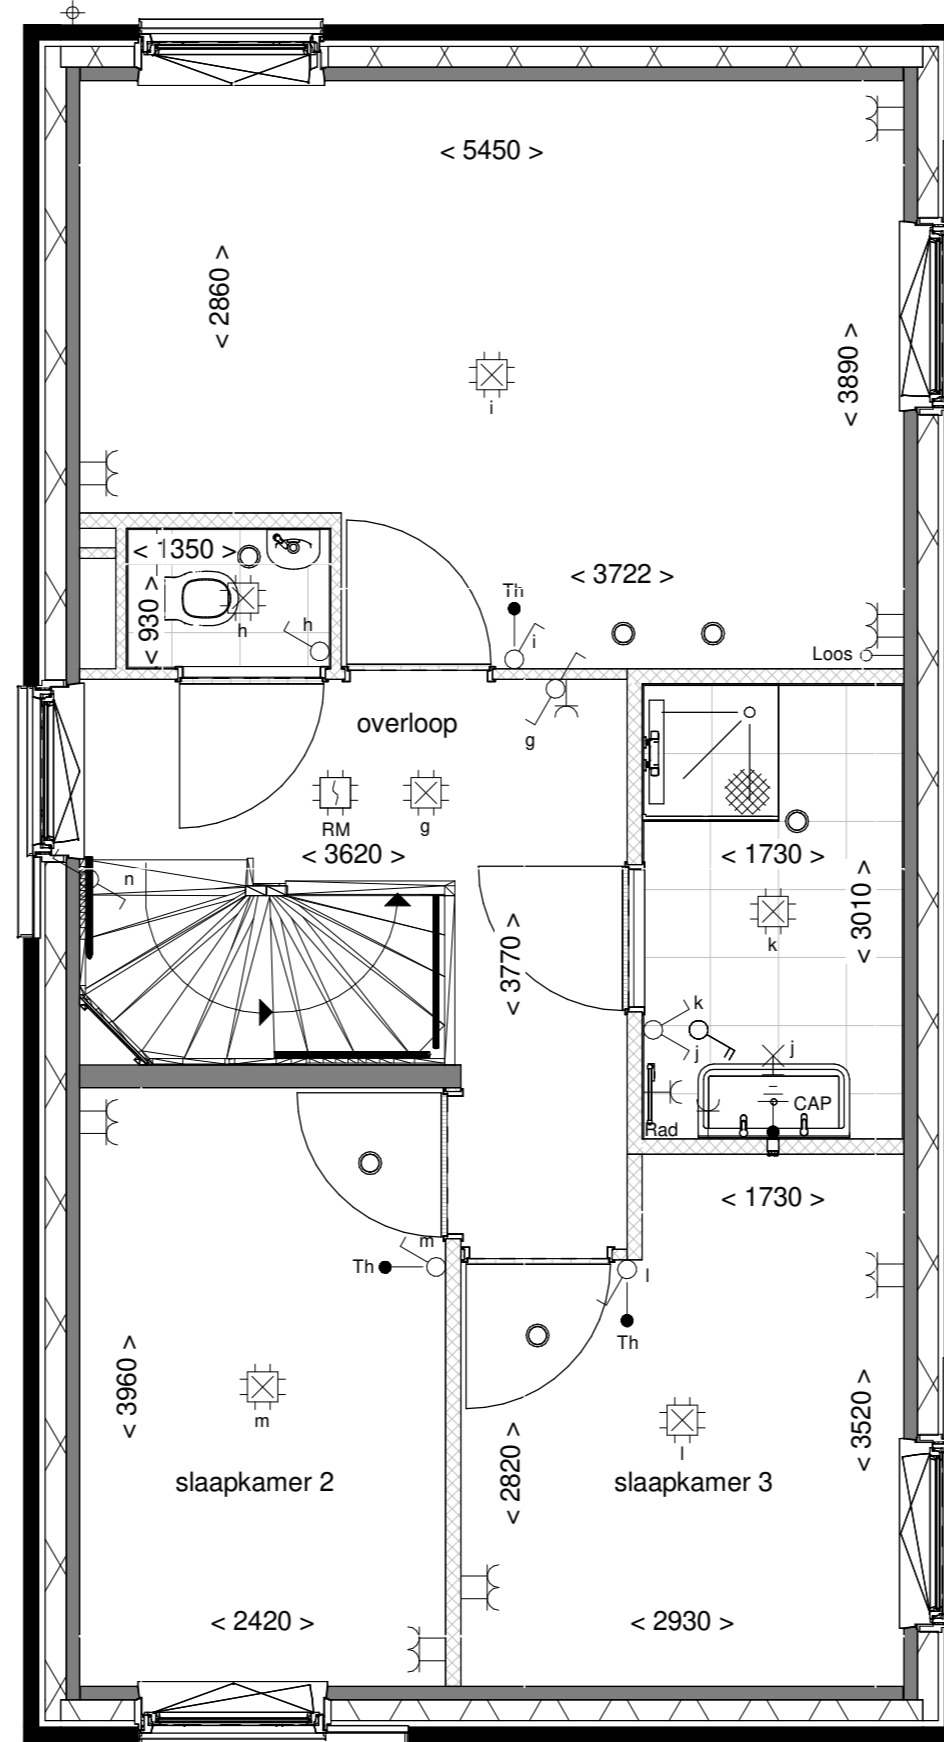 < 5450 >
< 2860 >
< 3890 >
i
< 1350 >
< 930 >
h
h
< 3722 >
Th
i
Loos
overloop
g
RM
g
< 3620 >
< 1730 >
n
< 3770 >
< 3010 >
k
k
j
j
CAP
Rad
< 1730 >
m
Th
l
Th
< 3960 >
m
l
< 3520 >
slaapkamer 2
< 2820 >
slaapkamer 3
< 2420 >
< 2930 >